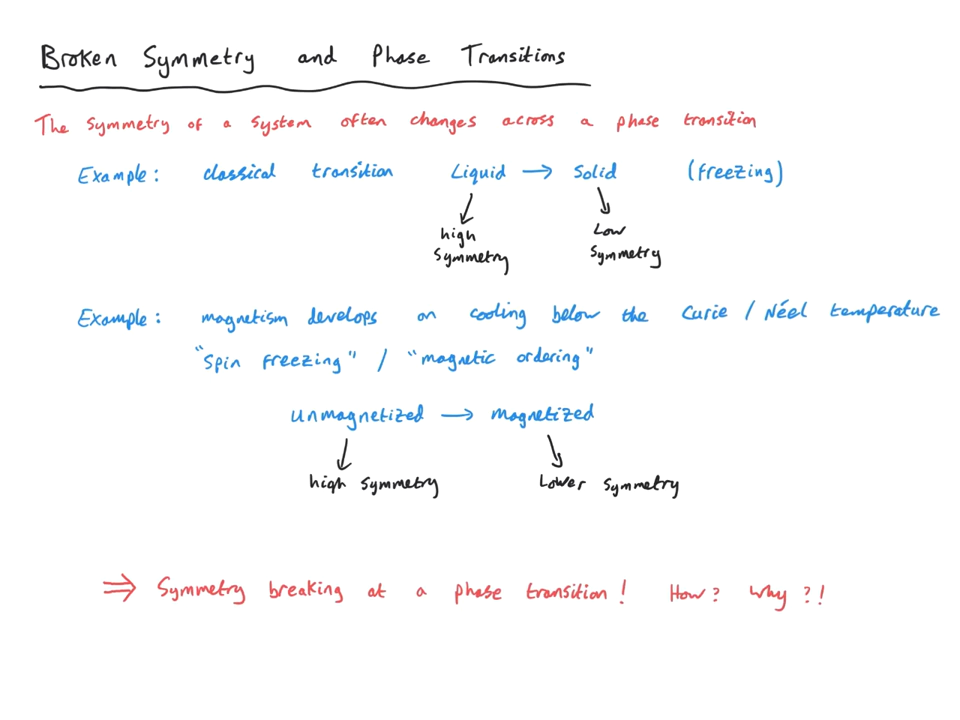 Broken Symmetry and Phase Transitions
The symmetry of a system often changes across a phase transition
Example: classical transition Liquid → Solid (freezing)
high symmetry
Low symmetry
Example: magnetism develops on cooling below the Curie / Néel temperature
"Spin freezing" / "magnetic ordering"
unmagnetized → magnetized
high symmetry
Lower symmetry
⇒ Symmetry breaking at a phase transition! How? Why?!